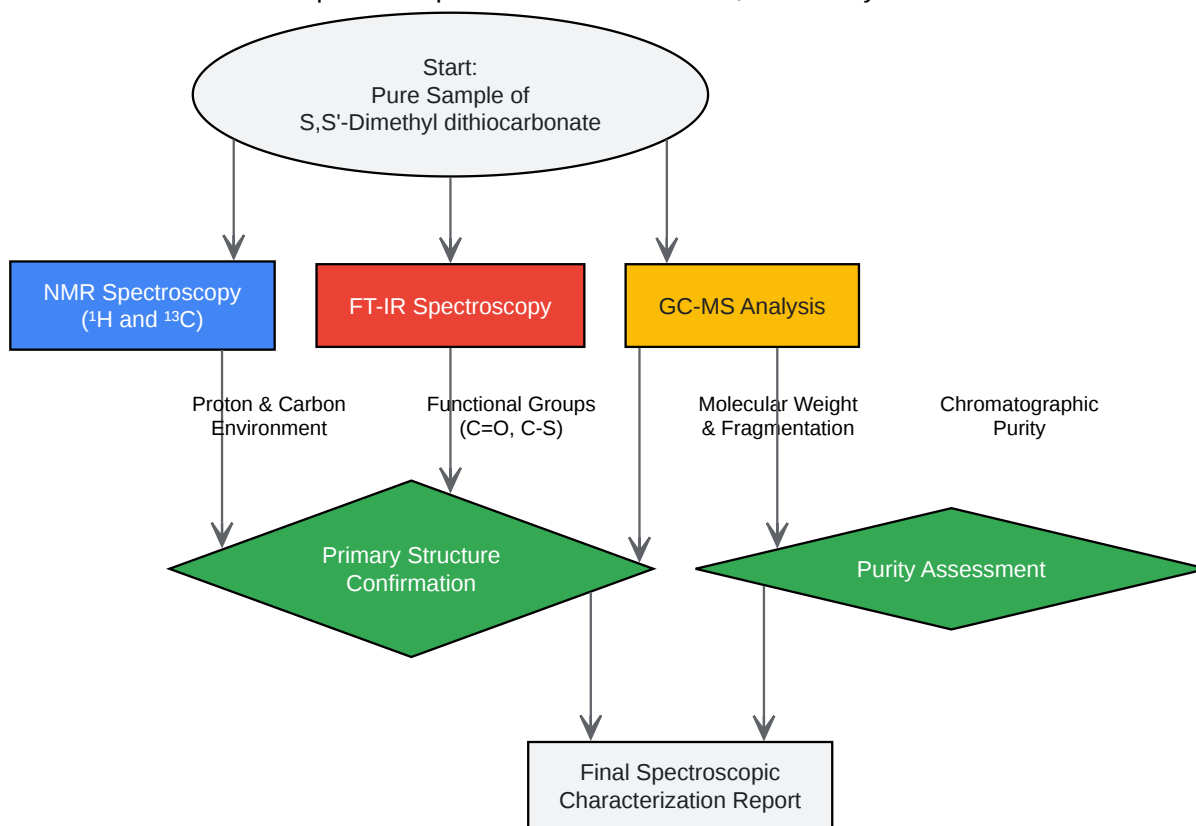 Start:
Pure Sample of
S,S'-Dimethyl dithiocarbonate
NMR Spectroscopy
(¹H and ¹³C)
FT-IR Spectroscopy
GC-MS Analysis
Proton & Carbon
Environment
Functional Groups
(C=O, C-S)
Molecular Weight
& Fragmentation
Chromatographic
Purity
Primary Structure
Confirmation
Purity Assessment
Final Spectroscopic
Characterization Report